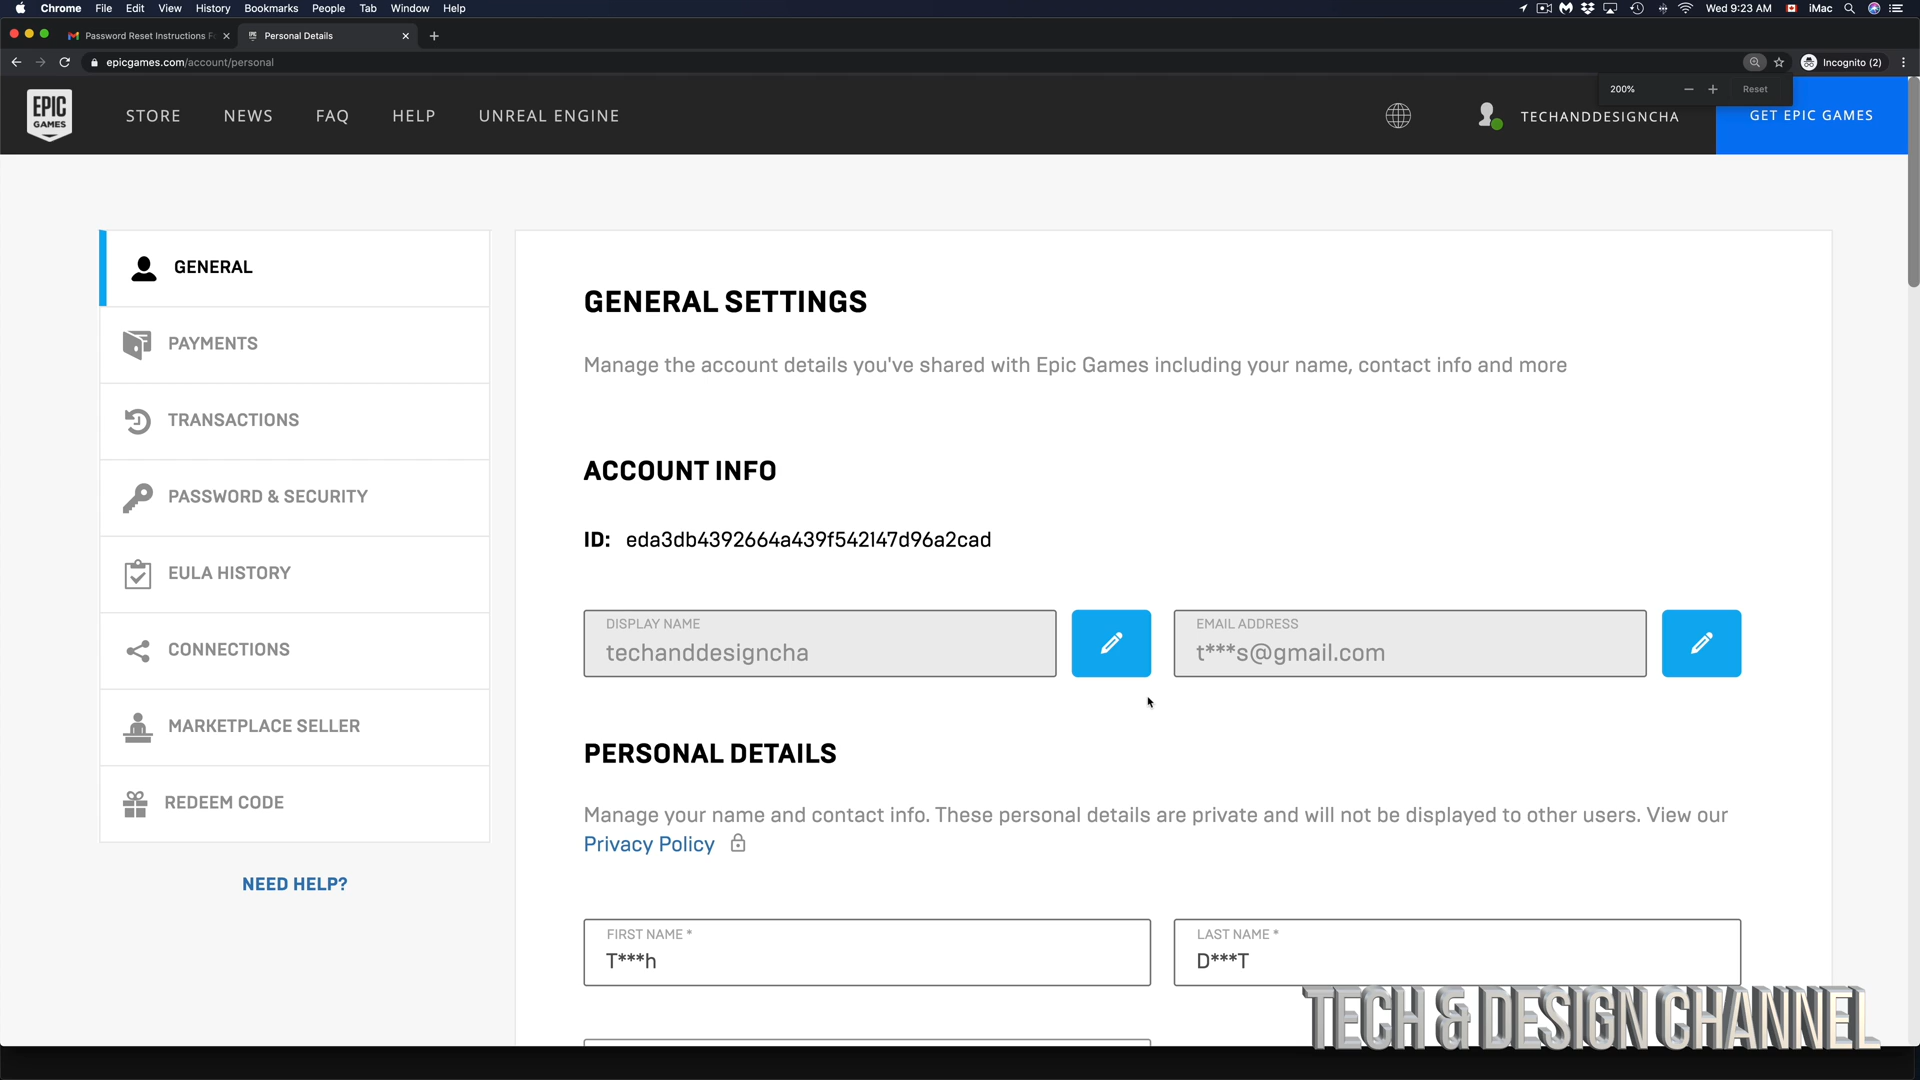 Chrome File Edit View History Bookmarks People Tab Window Help
Wed 9:23 AM iMac
Password Reset Instructions F
Personal Details
epicgames.com/account/personal
Incognito (2)
200% Reset
EPIC GAMES
STORE NEWS FAQ HELP UNREAL ENGINE
TECHANDDESIGNCHA
GET EPIC GAMES
GENERAL
PAYMENTS
TRANSACTIONS
PASSWORD & SECURITY
EULA HISTORY
CONNECTIONS
MARKETPLACE SELLER
REDEEM CODE
NEED HELP?
GENERAL SETTINGS
Manage the account details you've shared with Epic Games including your name, contact info and more
ACCOUNT INFO
ID: eda3db4392664a439f542147d96a2cad
DISPLAY NAME
techanddesigncha
EMAIL ADDRESS
t***s@gmail.com
PERSONAL DETAILS
Manage your name and contact info. These personal details are private and will not be displayed to other users. View our
Privacy Policy
FIRST NAME *
T***h
LAST NAME *
D***T
TECH & DESIGN CHANNEL